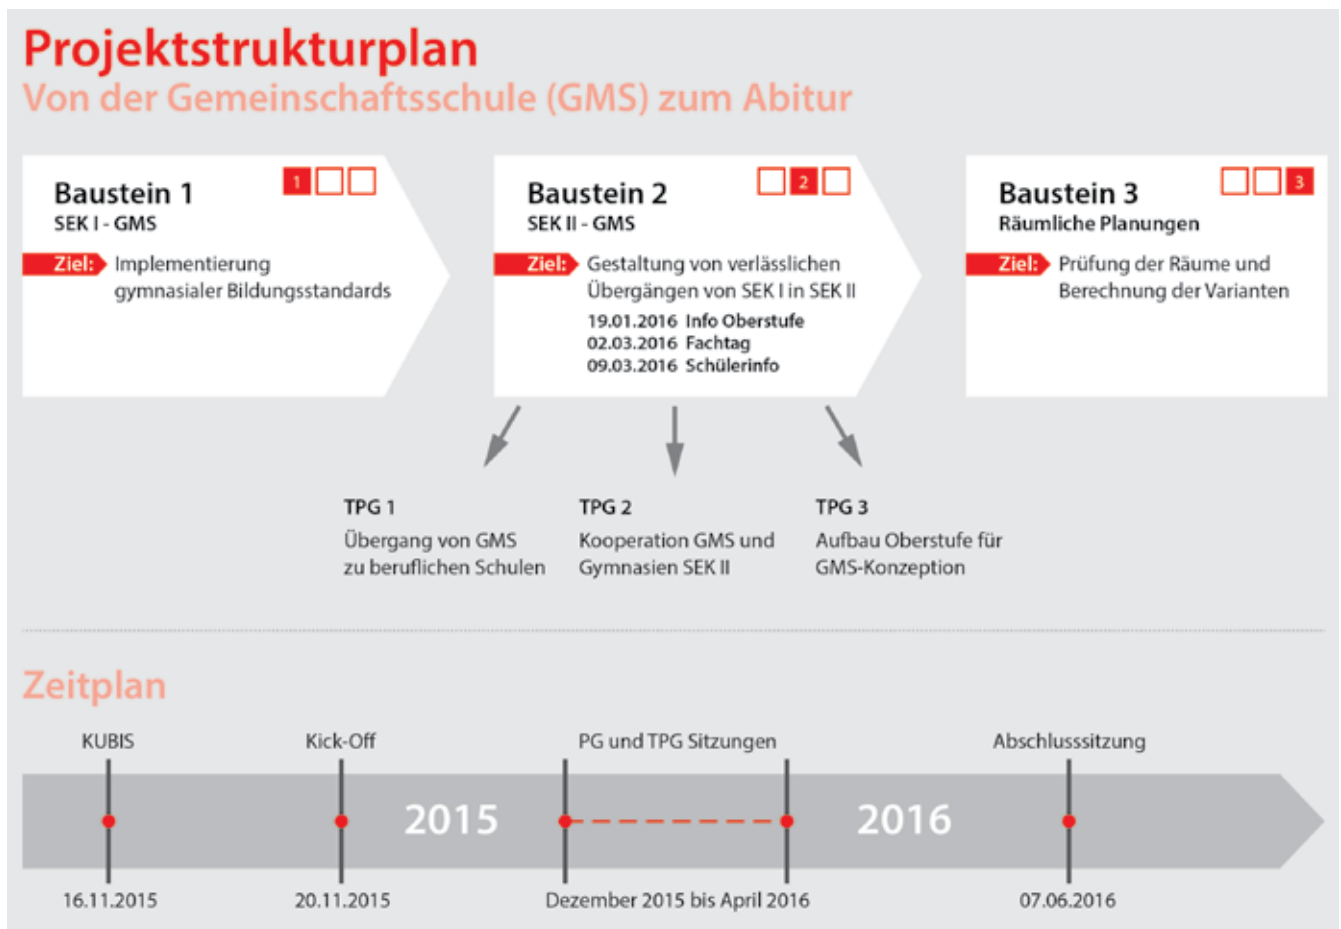 Projektstrukturplan
Von der Gemeinschaftsschule (GMS) zum Abitur
Baustein 1
1
SEK I - GMS
Ziel: Implementierung
gymnasialer Bildungsstandards
Baustein 2
2
SEK II - GMS
Ziel: Gestaltung von verlässlichen
Übergängen von SEK I in SEK II
19.01.2016 Info Oberstufe
02.03.2016 Fachtag
09.03.2016 Schülerinfo
Baustein 3
3
Räumliche Planungen
Ziel: Prüfung der Räume und
Berechnung der Varianten
TPG 1
Übergang von GMS
zu beruflichen Schulen
TPG 2
Kooperation GMS und
Gymnasien SEK II
TPG 3
Aufbau Oberstufe für
GMS-Konzeption
Zeitplan
KUBIS
Kick-Off
PG und TPG Sitzungen
Abschlusssitzung
2015
2016
16.11.2015
20.11.2015
Dezember 2015 bis April 2016
07.06.2016